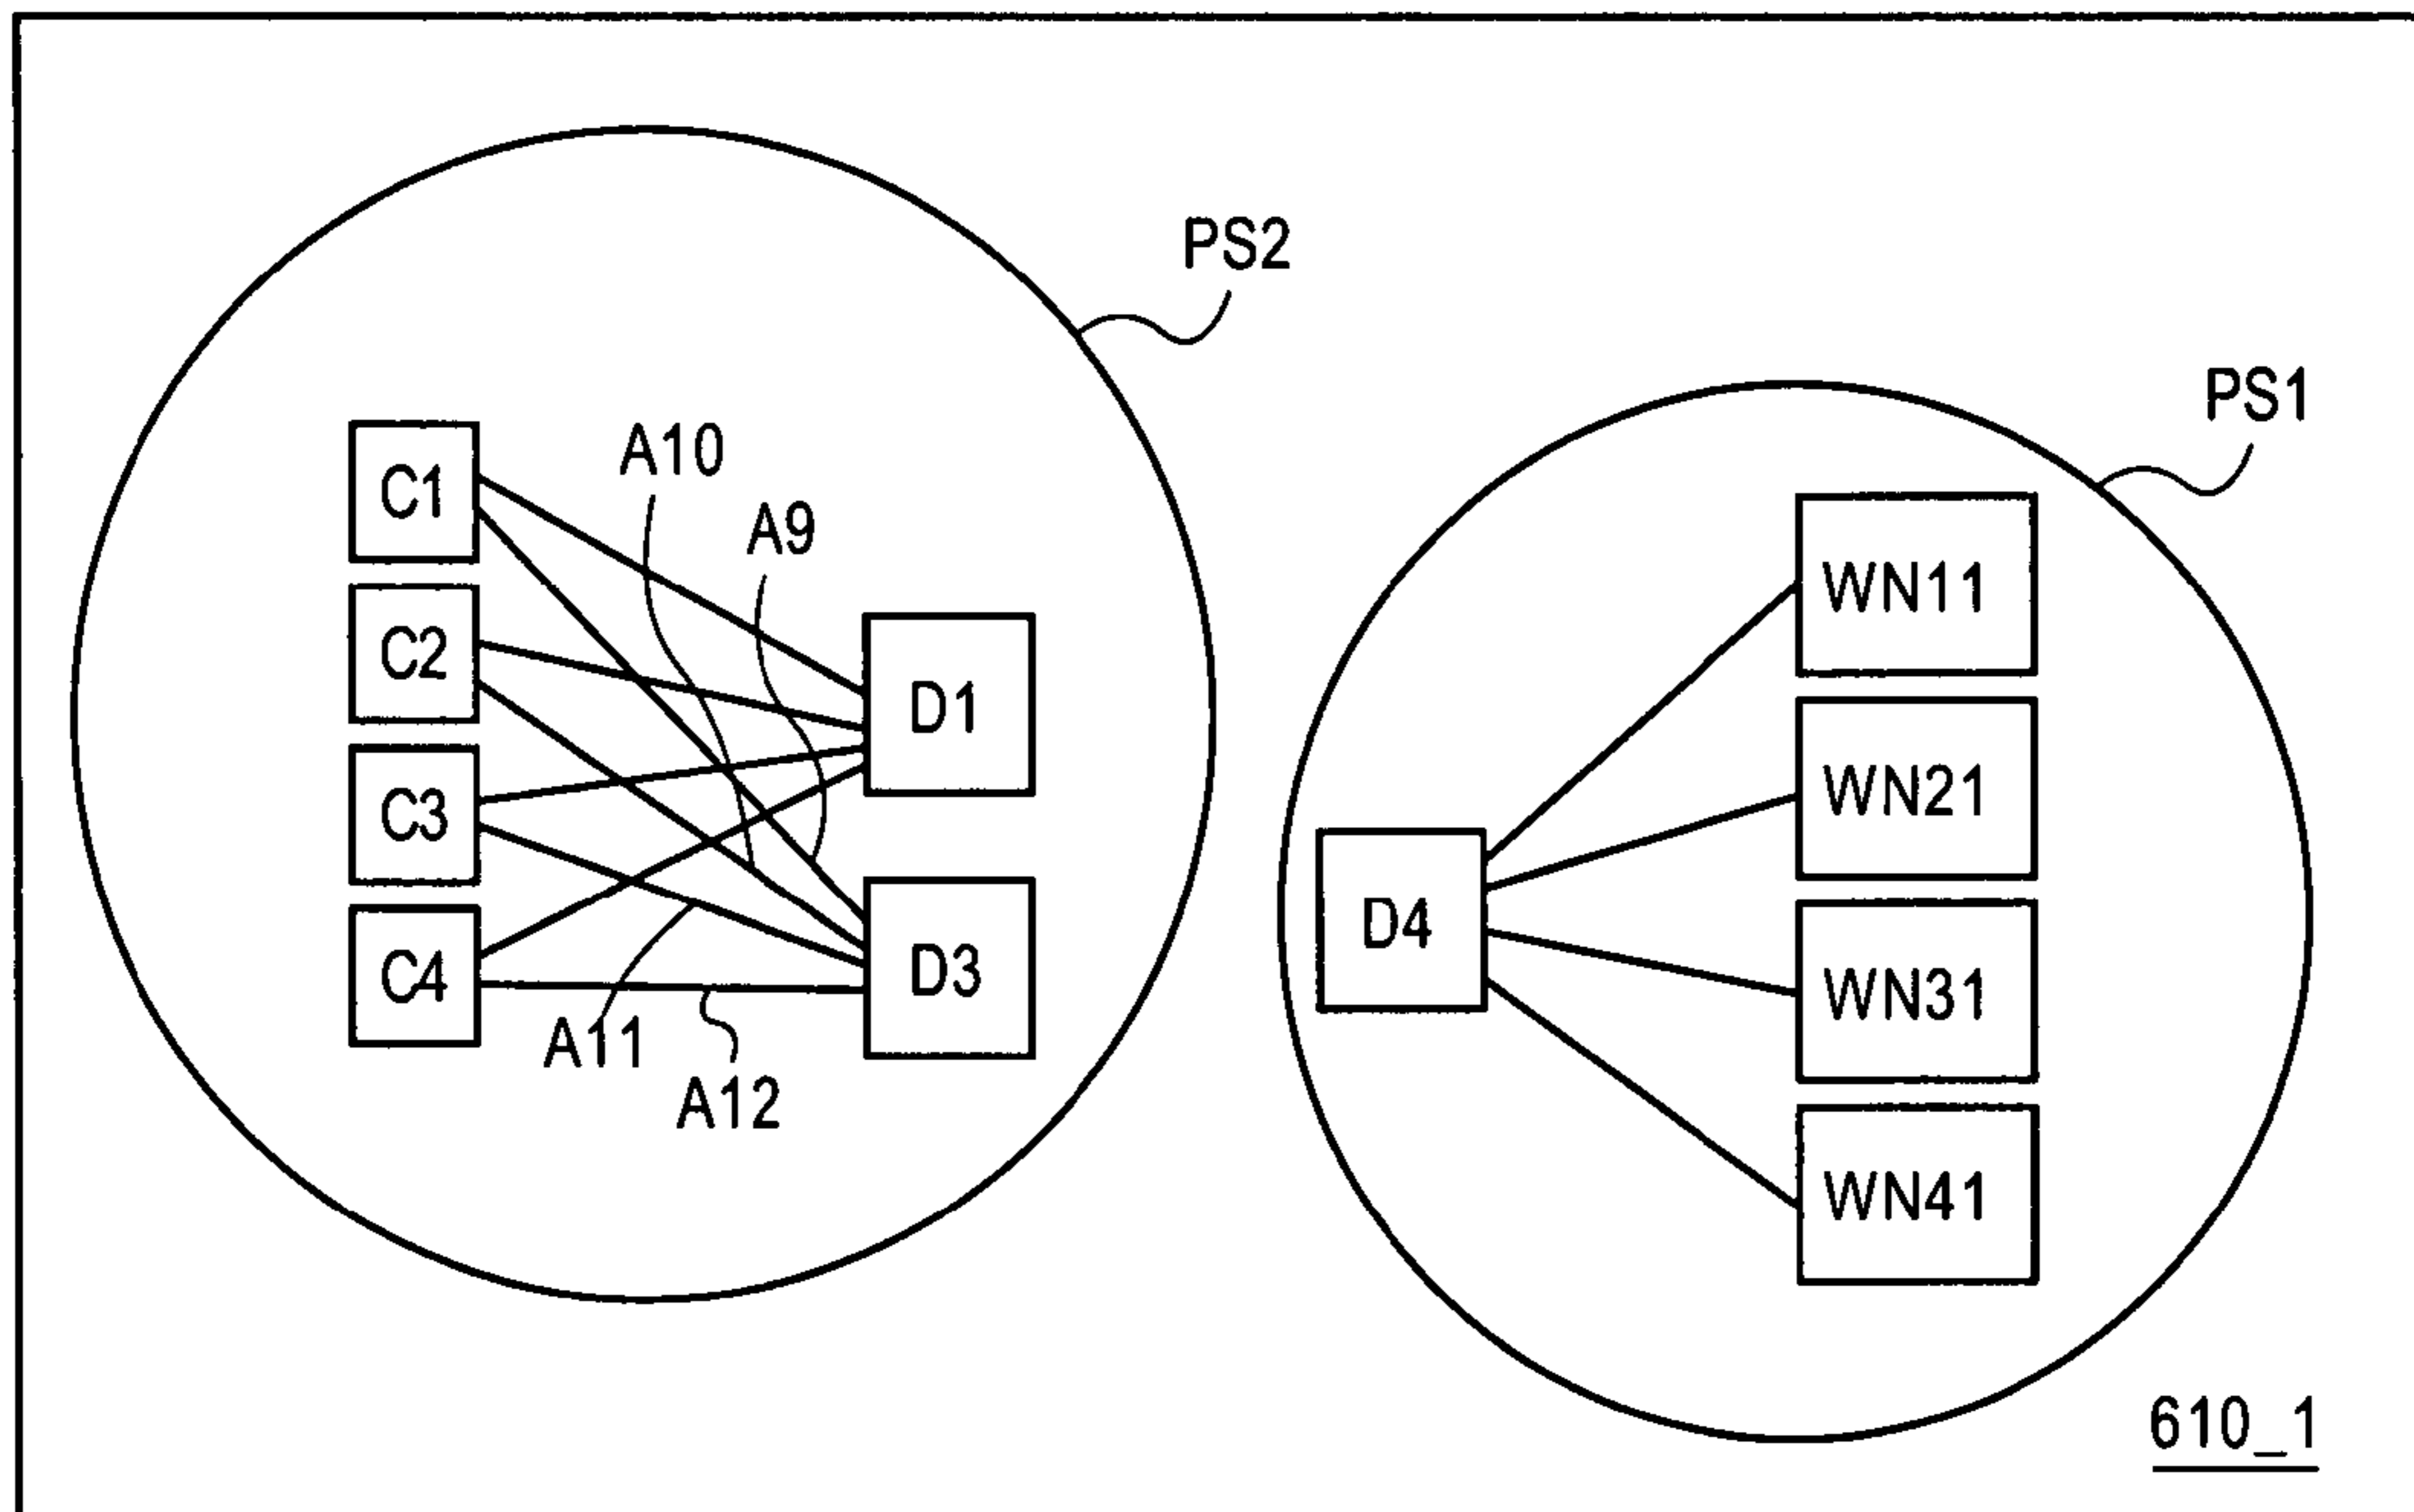 PS2
PS1
A10
A9
C1
C2
C3
C4
D1
D3
A11
A12
D4
WN11
WN21
WN31
WN41
610_1